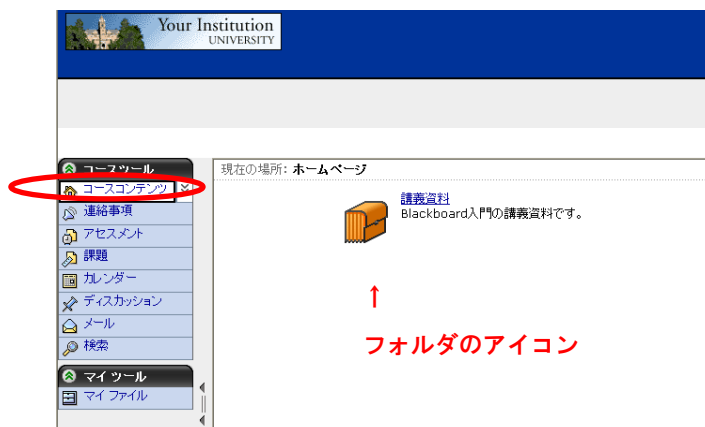 Your Institution
UNIVERSITY
コースツール
コースコンテンツ
連絡事項
アセスメント
課題
カレンダー
ディスカッション
メール
検索
マイ ツール
マイ ファイル
現在の場所: ホームページ
講義資料
Blackboard入門の講義資料です。
↑
フォルダのアイコン